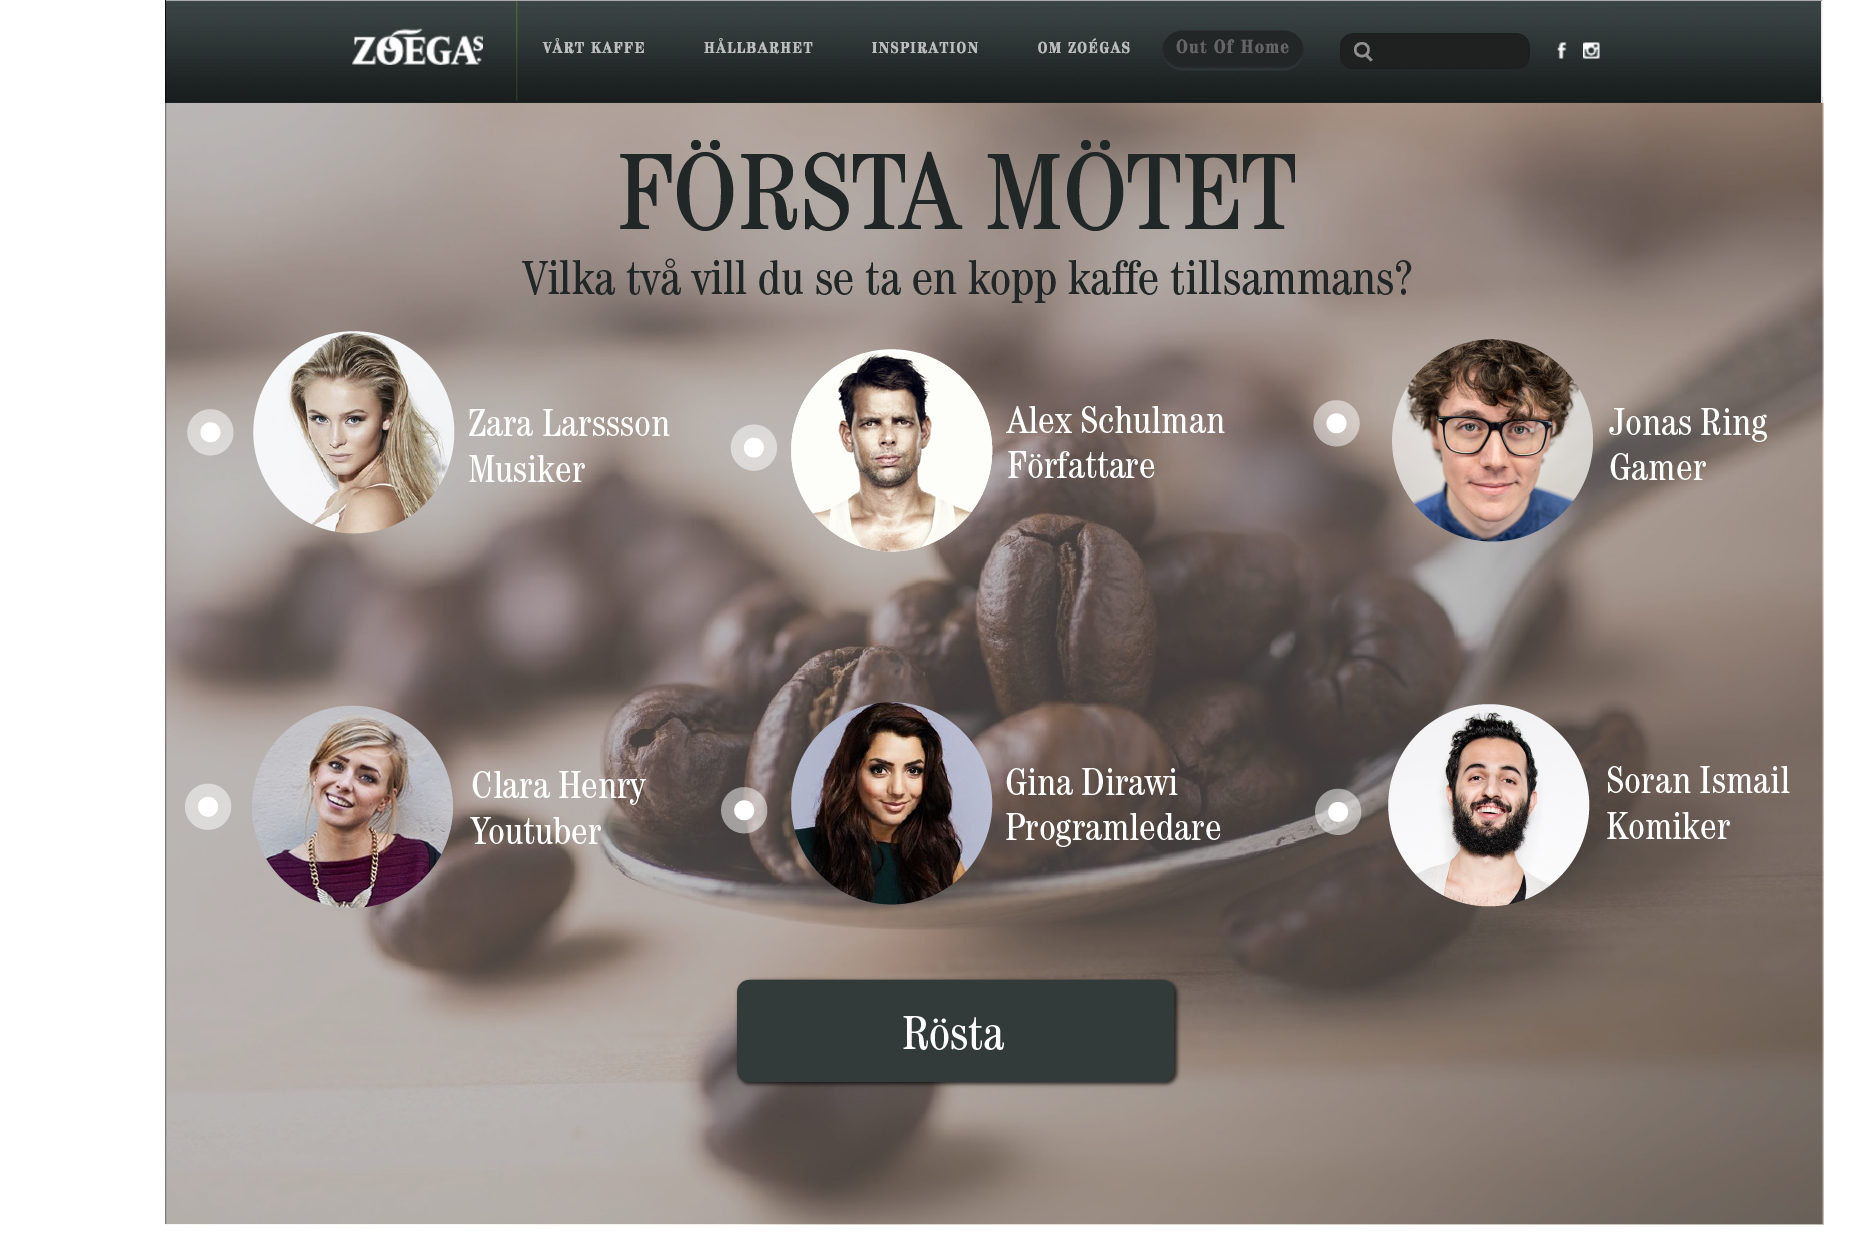 ZOÉGAS
VÅRT KAFFE
HÅLLBARHET
INSPIRATION
OM ZOÉGAS
Out Of Home
f
FÖRSTA MÖTET
Vilka två vill du se ta en kopp kaffe tillsammans?
Zara Larssson
Musiker
Alex Schulman
Författare
Jonas Ring
Gamer
Clara Henry
Youtuber
Gina Dirawi
Programledare
Soran Ismail
Komiker
Rösta